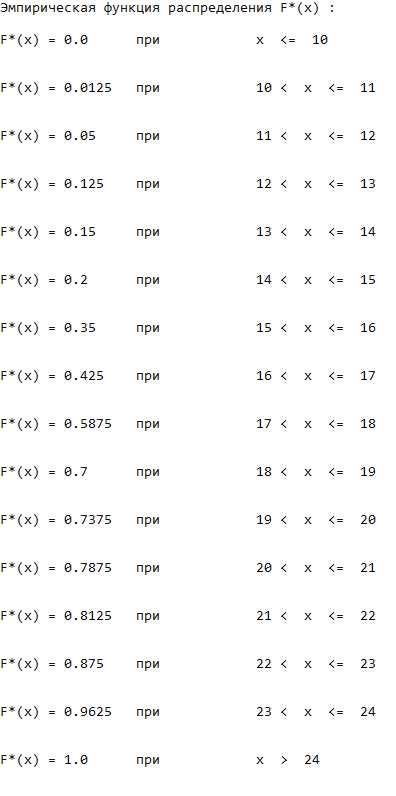 Эмпирическая функция распределения F*(x) :
F*(x) = 0.0 при x <= 10
F*(x) = 0.0125 при 10 < x <= 11
F*(x) = 0.05 при 11 < x <= 12
F*(x) = 0.125 при 12 < x <= 13
F*(x) = 0.15 при 13 < x <= 14
F*(x) = 0.2 при 14 < x <= 15
F*(x) = 0.35 при 15 < x <= 16
F*(x) = 0.425 при 16 < x <= 17
F*(x) = 0.5875 при 17 < x <= 18
F*(x) = 0.7 при 18 < x <= 19
F*(x) = 0.7375 при 19 < x <= 20
F*(x) = 0.7875 при 20 < x <= 21
F*(x) = 0.8125 при 21 < x <= 22
F*(x) = 0.875 при 22 < x <= 23
F*(x) = 0.9625 при 23 < x <= 24
F*(x) = 1.0 при x > 24